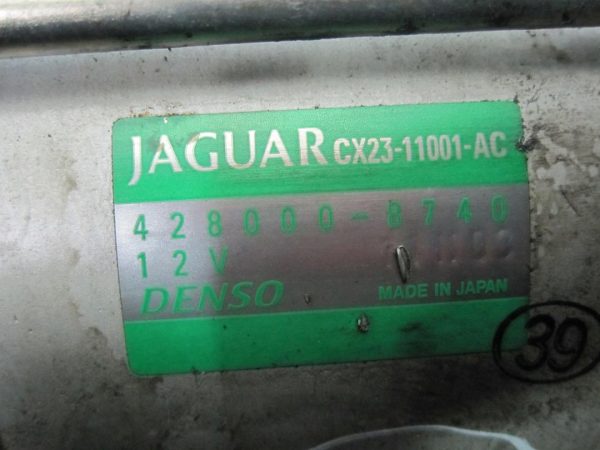 JAGUAR CX23-11001-AC
428000-8740
12V
DENSO MADE IN JAPAN
39